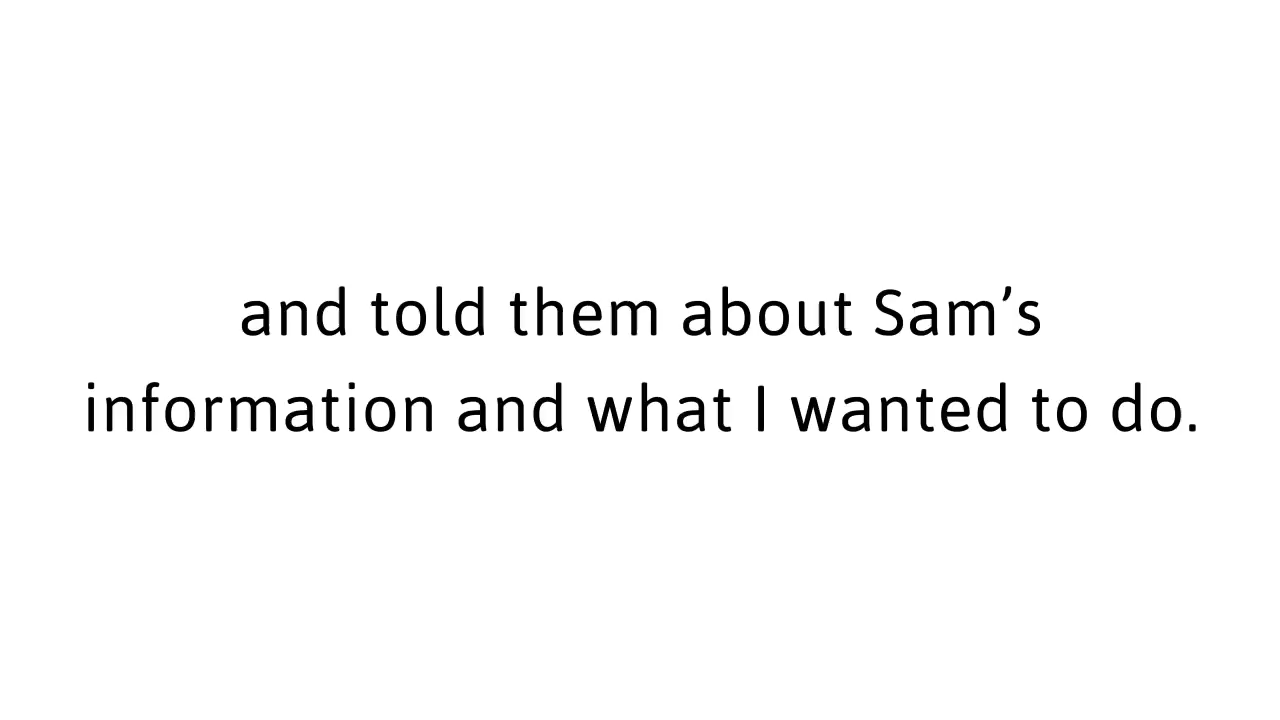 and told them about Sam’s
information and what I wanted to do.